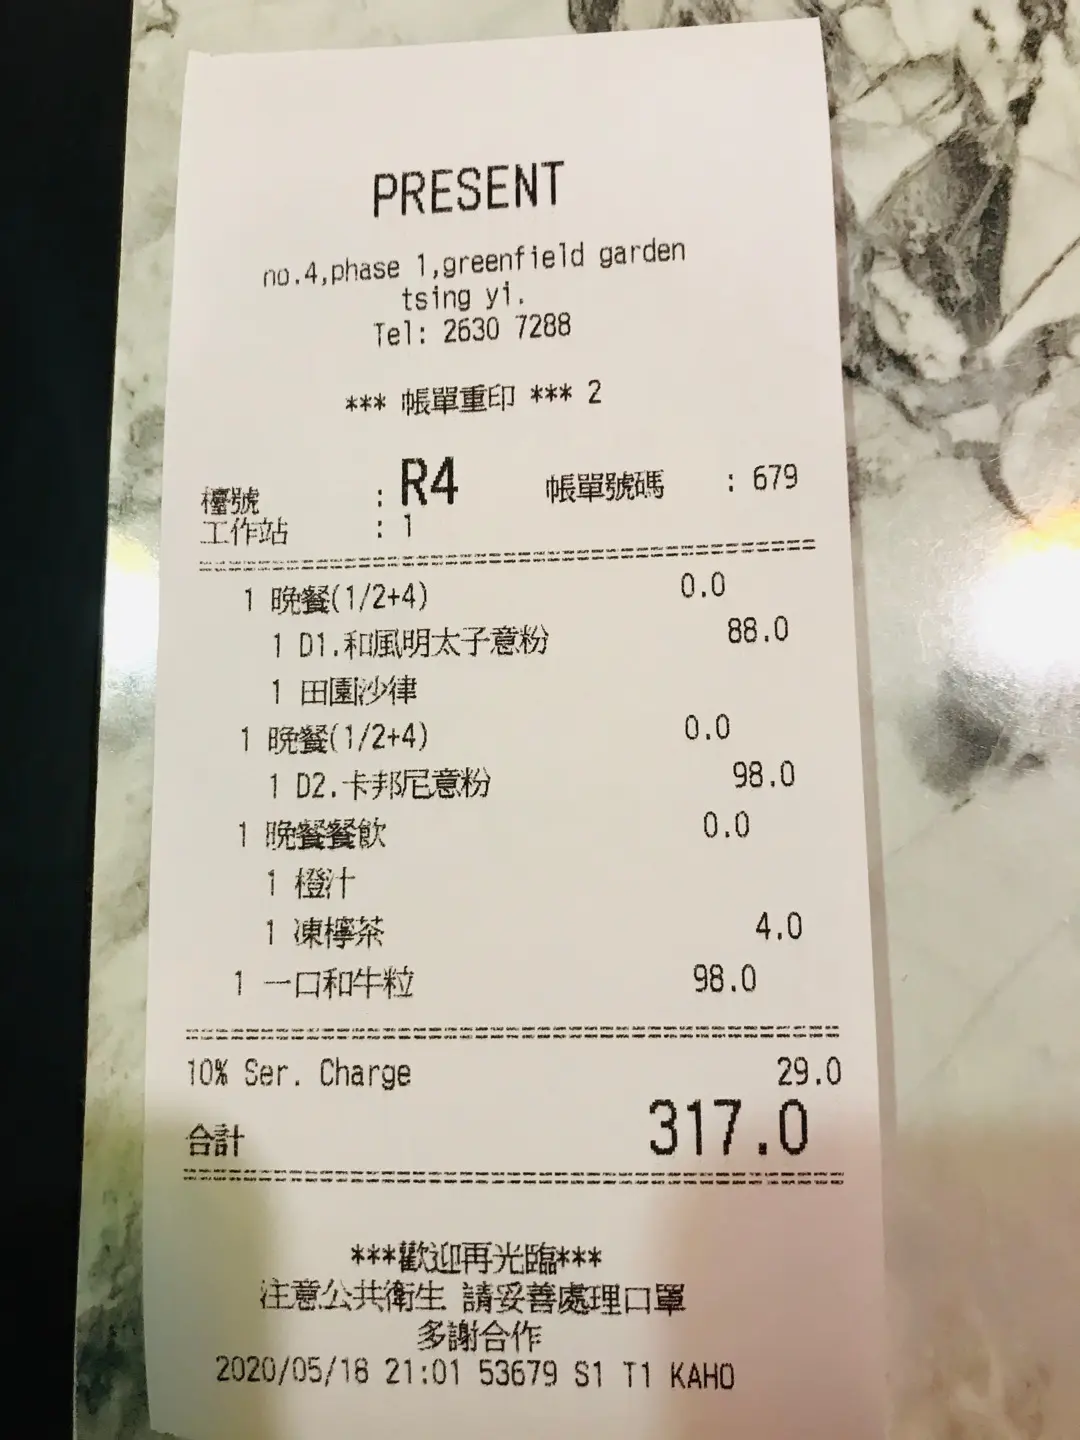 PRESENT
no.4,phase 1,greenfield garden
tsing yi.
Tel: 2630 7288
*** 帳單重印 *** 2
檯號 : R4 帳單號碼 : 679
工作站 : 1
1 晚餐(1/2+4) 0.0
1 D1.和風明太子意粉 88.0
1 田園沙律
1 晚餐(1/2+4) 0.0
1 D2.卡邦尼意粉 98.0
1 晚餐餐飲 0.0
1 橙汁
1 凍檸茶 4.0
1 一口和牛粒 98.0
10% Ser. Charge 29.0
合計 317.0
***歡迎再光臨***
注意公共衛生 請妥善處理口罩
多謝合作
2020/05/18 21:01 53679 S1 T1 KAHO